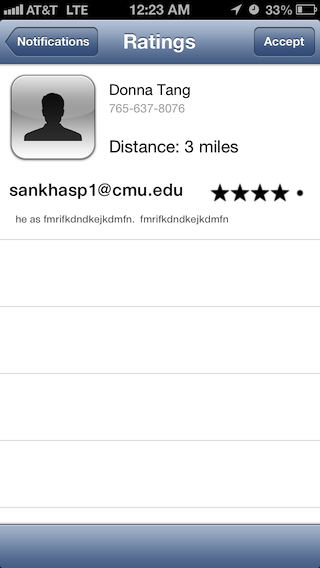 AT&T LTE 12:23 AM 33%
Notifications Ratings Accept
Donna Tang
765-637-8076
Distance: 3 miles
sankhasp1@cmu.edu
he as fmrifkdndkejkdmfn. fmrifkdndkejkdmfn